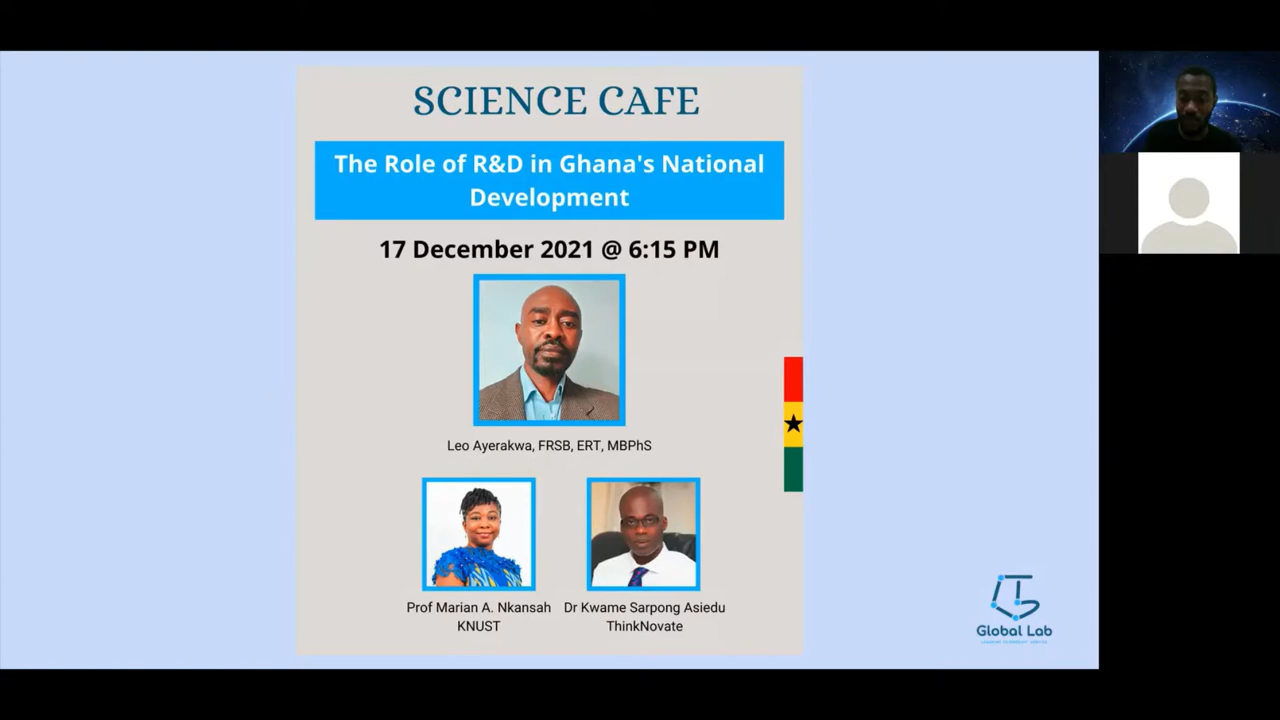 SCIENCE CAFE
The Role of R&D in Ghana's National
Development
17 December 2021 @ 6:15 PM
Leo Ayerakwa, FRSB, ERT, MBPhS
Prof Marian A. Nkansah
KNUST
Dr Kwame Sarpong Asiedu
ThinkNovate
Global Lab